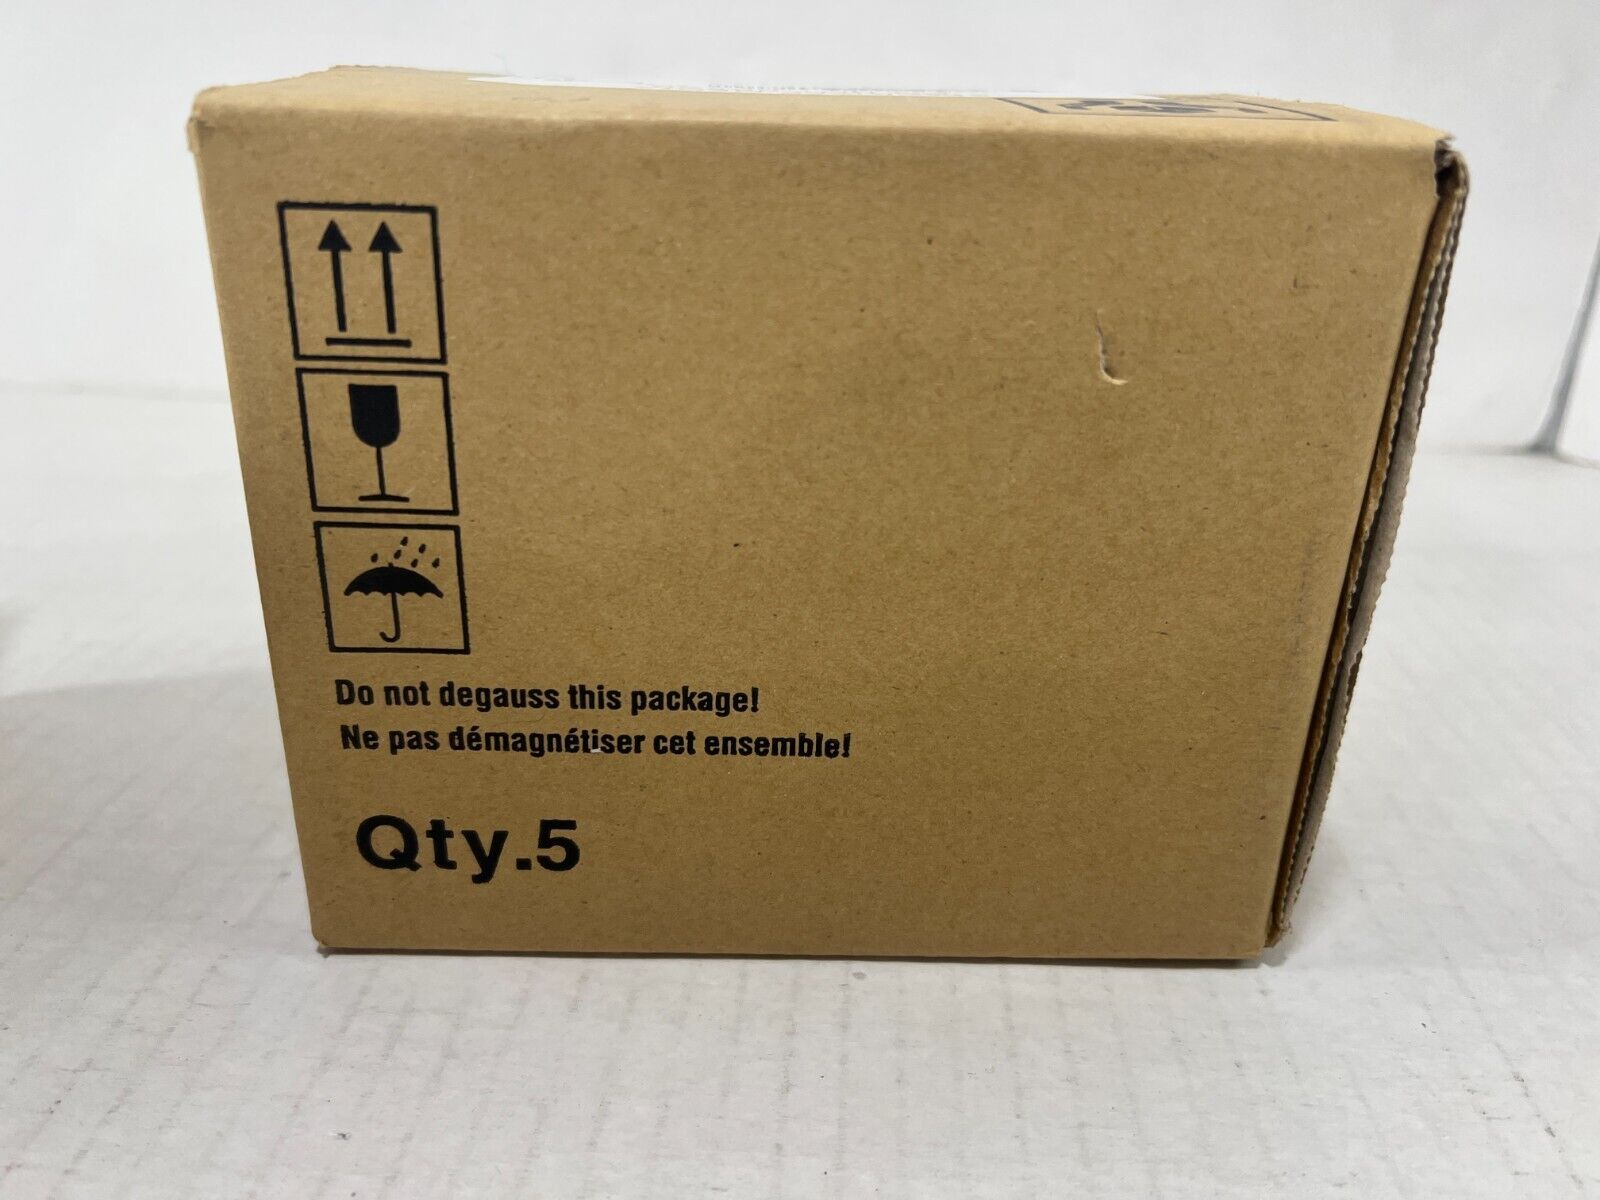 Do not degauss this package!
Ne pas démagnétiser cet ensemble!
Qty.5